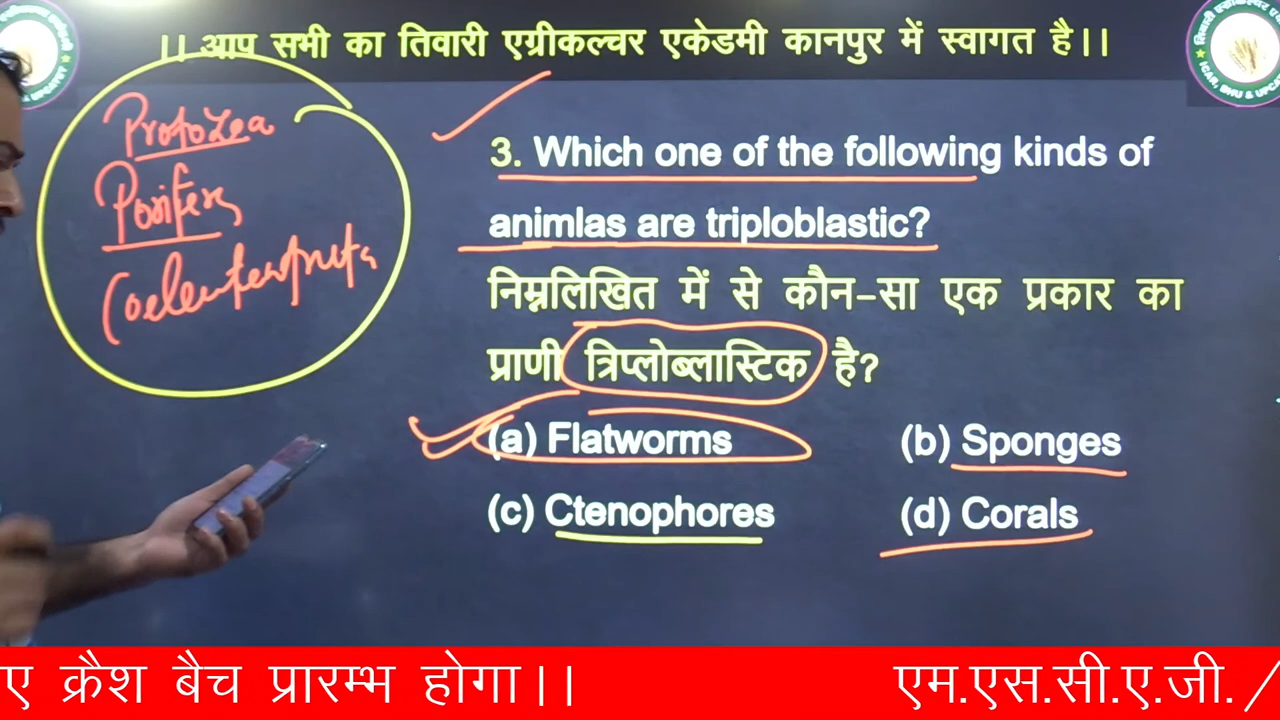 ।। आप सभी का तिवारी एग्रीकल्चर एकेडमी कानपुर में स्वागत है।।
Protozoa
Porifera
3. Which one of the following kinds of
animlas are triploblastic?
निम्नलिखित में से कौन-सा एक प्रकार का
प्राणी त्रिप्लोब्लास्टिक है?
(a) Flatworms
(b) Sponges
(c) Ctenophores
(d) Corals
ए क्रैश बैच प्रारम्भ होगा।।
एम.एस.सी.ए.जी./